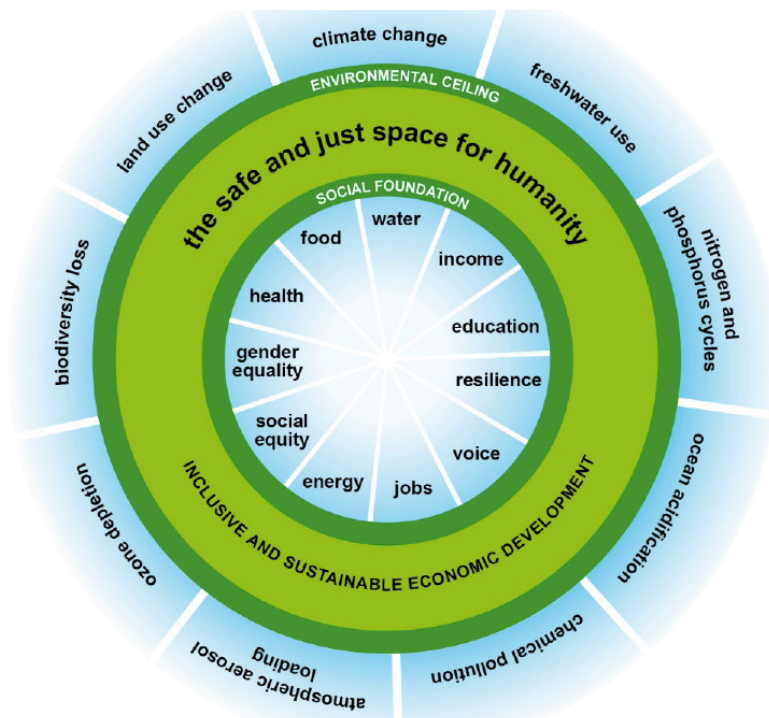 climate change
freshwater use
nitrogen and
phosphorus cycles
ocean acidification
chemical pollution
atmospheric aerosol
loading
ozone depletion
biodiversity loss
land use change
ENVIRONMENTAL CEILING
the safe and just space for humanity
SOCIAL FOUNDATION
water
income
education
resilience
voice
jobs
energy
social
equity
gender
equality
health
food
INCLUSIVE AND SUSTAINABLE ECONOMIC DEVELOPMENT